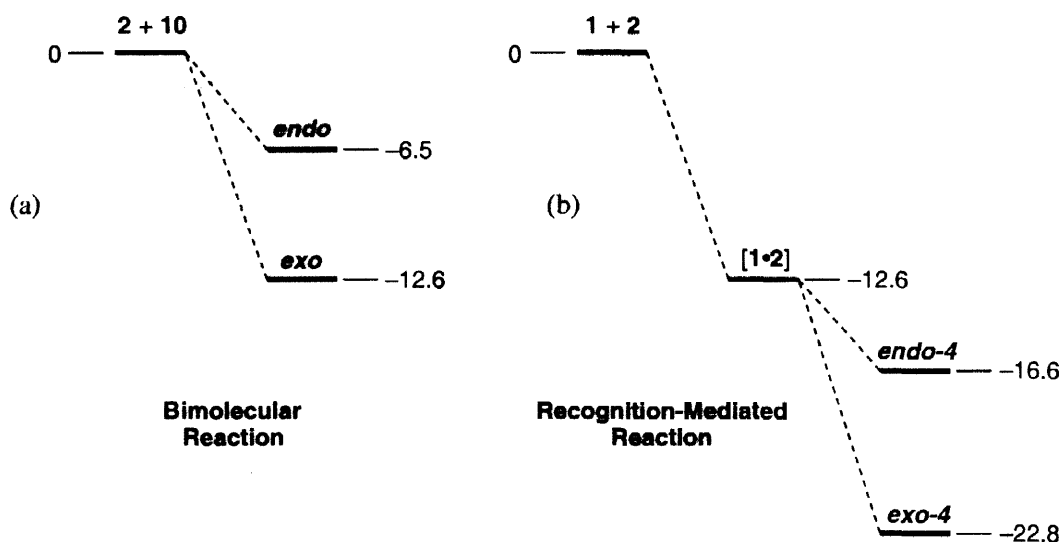 2 + 10
0
endo
-6.5
(a)
exo
-12.6
Bimolecular
Reaction
1 + 2
0
(b)
[1•2]
-12.6
endo-4
-16.6
Recognition-Mediated
Reaction
exo-4
-22.8